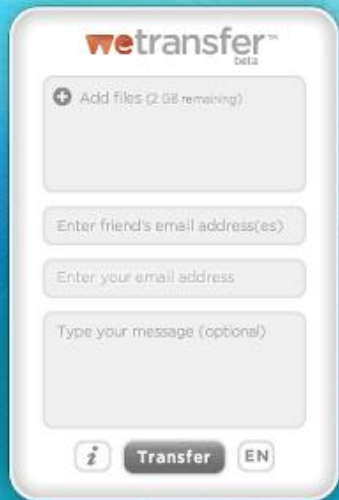 wetransfer™
beta
Add files (2 GB remaining)
Enter friend's email address(es)
Enter your email address
Type your message (optional)
i Transfer EN